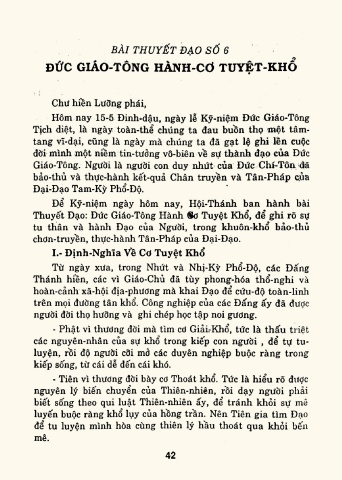 BÀI THUYẾT ĐẠO SỐ 6
ĐỨC GIÁO-TÔNG HÀNH-CƠ TUYỆT-KHỔ
Chư hiền Lưỡng phái,
Hôm nay 15-5 Đinh-dậu, ngày lễ Kỷ-niệm Đức Giáo-Tông
Tịch diệt, là ngày toàn-thể chúng ta đau buồn thọ một tâm-
tang vĩ-dại, cũng là ngày mà chúng ta đã gạt lệ ghi lên cuộc
đời mình một niềm tin-tưởng vô-biên về sự thành đạo của Đức
Giáo-Tông. Người là người con duy nhứt của Đức Chí-Tôn đã
bảo-thủ và thực-hành kết-quả Chân truyền và Tân-Pháp của
Đại-Đạo Tam-Kỳ Phổ-Độ.
Để Kỷ-niệm ngày hôm nay, Hội-Thánh ban hành bài
Thuyết Đạo: Đức Giáo-Tông Hành Cơ Tuyệt Khổ, để ghi rõ sự
tu thân và hành Đạo của Người, trong khuôn-khổ bảo-thủ
chơn-truyền, thực-hành Tân-Pháp của Đại-Đạo.
I.- Định-Nghĩa Về Cơ Tuyệt Khổ
Từ ngày xưa, trong Nhứt và Nhị-Kỳ Phổ-Độ, các Đấng
Thánh hiền, các vì Giáo-Chủ đã tùy phong-hóa thổ-nghi và
hoàn-cảnh xã-hội địa-phương mà khai Đạo để cứu-độ toàn-linh
trên mọi đường tân khổ. Công nghiệp của các Đấng ấy đã được
người đời thọ hưởng và ghi chép học tập noi gương.
- Phật vì thương đời mà tìm cơ Giải-Khổ, tức là thấu triệt
các nguyên-nhân của sự khổ trong kiếp con người , để tự tu-
luyện, rồi độ người cởi mở các duyên nghiệp buộc ràng trong
kiếp sống, từ cái dễ đến cái khó.
- Tiên vì thương đời bày cơ Thoát khổ. Tức là hiểu rõ được
nguyên lý biến chuyển của Thiên-nhiên, rồi dạy người phải
biết sống theo qui luật Thiên-nhiên ấy, để tránh khỏi sự mê
luyến buộc ràng khổ lụy của hồng trần. Nên Tiên gia tìm Đạo
để tu luyện mình hòa cùng thiên lý hầu thoát qua khỏi bến
mê.
42